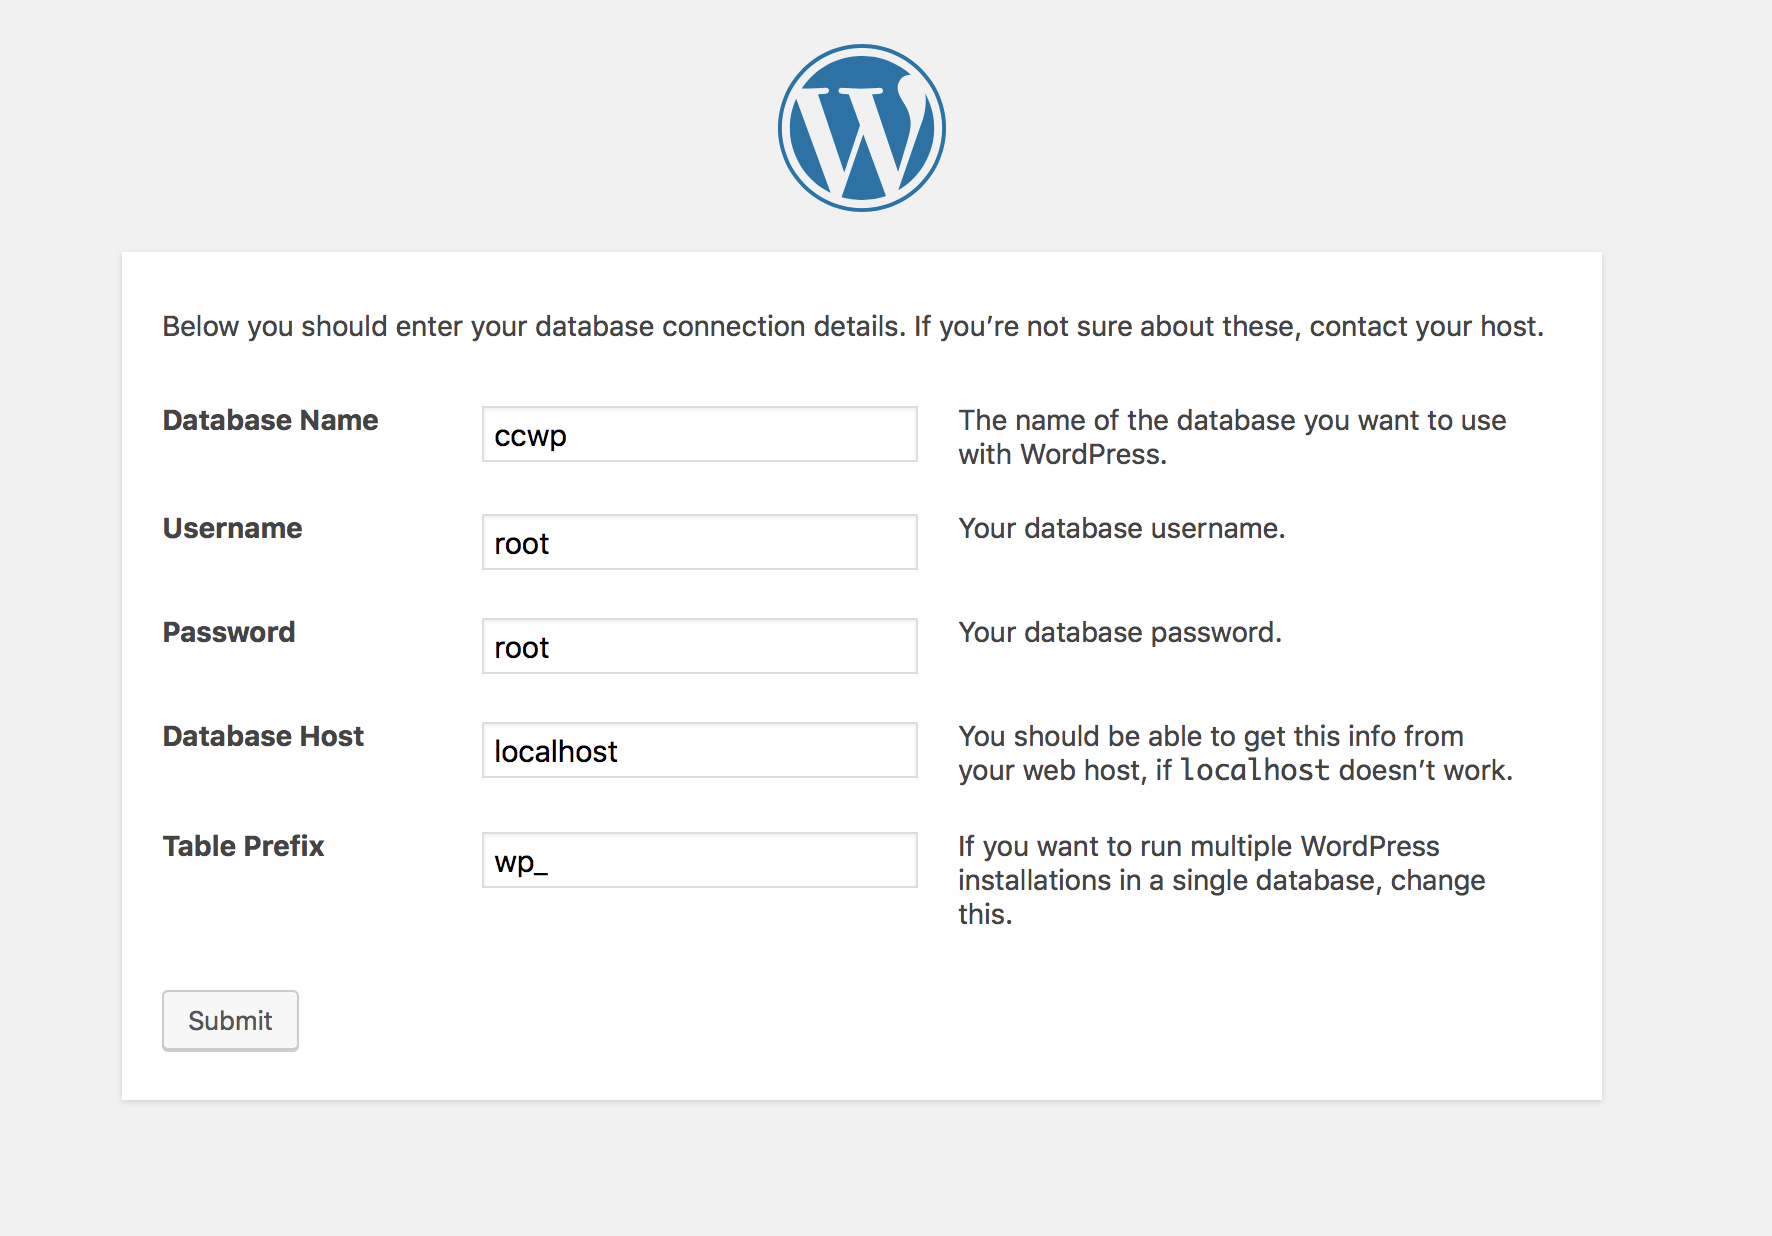 Below you should enter your database connection details. If you’re not sure about these, contact your host.
Database Name
ccwp
The name of the database you want to use
with WordPress.
Username
root
Your database username.
Password
root
Your database password.
Database Host
localhost
You should be able to get this info from
your web host, if localhost doesn’t work.
Table Prefix
wp_
If you want to run multiple WordPress
installations in a single database, change
this.
Submit